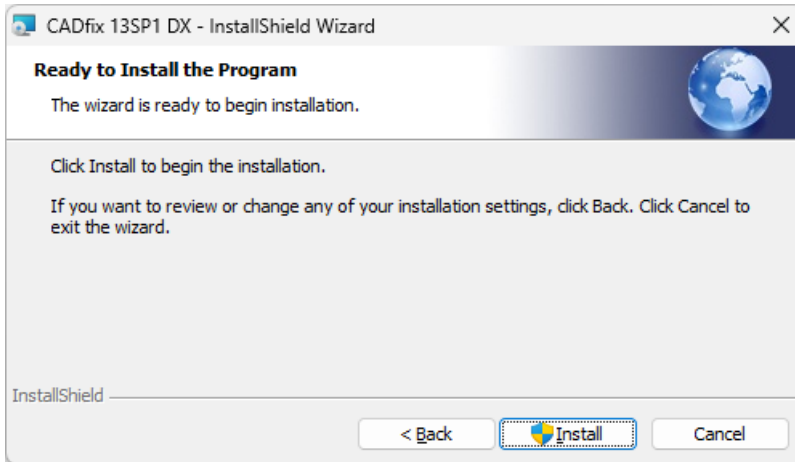 CADfix 13SP1 DX - InstallShield Wizard
Ready to Install the Program
The wizard is ready to begin installation.
Click Install to begin the installation.
If you want to review or change any of your installation settings, click Back. Click Cancel to
exit the wizard.
InstallShield
< Back
Install
Cancel